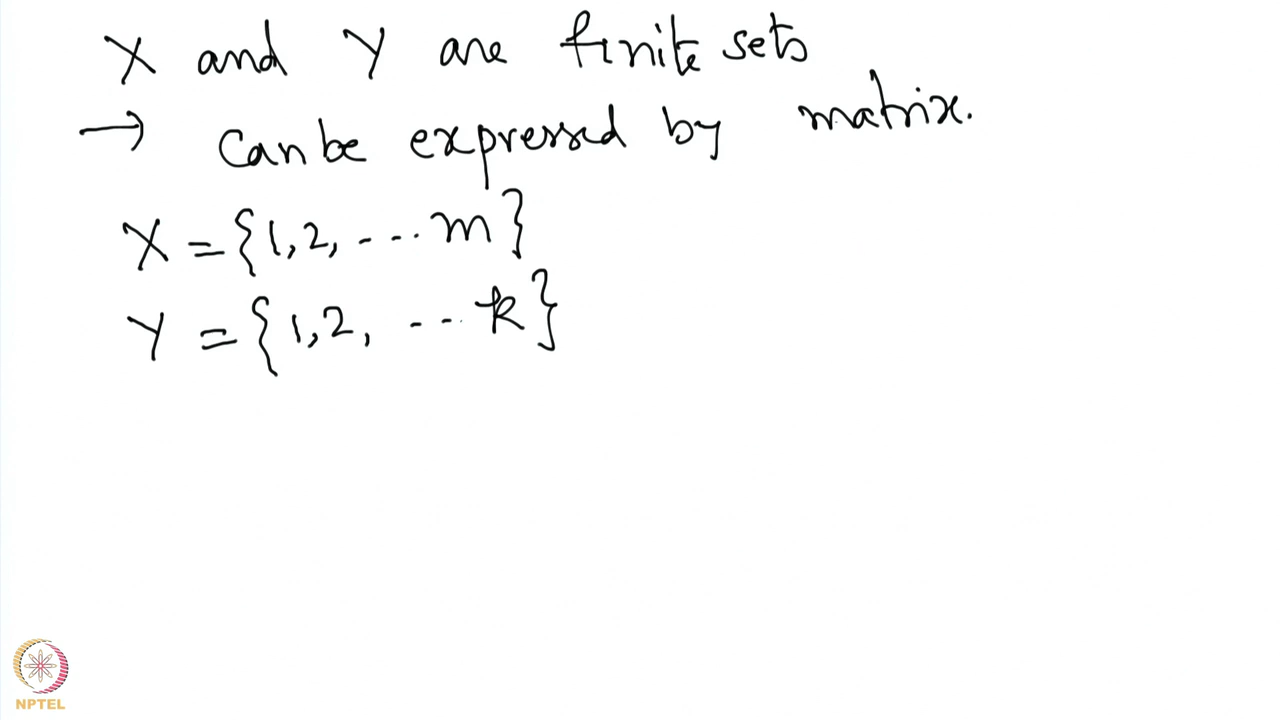 X and Y are finite sets
→ Can be expressed by matrix.
X = {1, 2, ---- m}
Y = {1, 2, --- k}
NPTEL